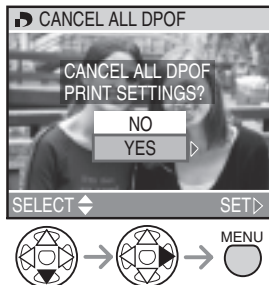 CANCEL ALL DPOF
CANCEL ALL DPOF
PRINT SETTINGS?
NO
YES
SELECT SET
MENU